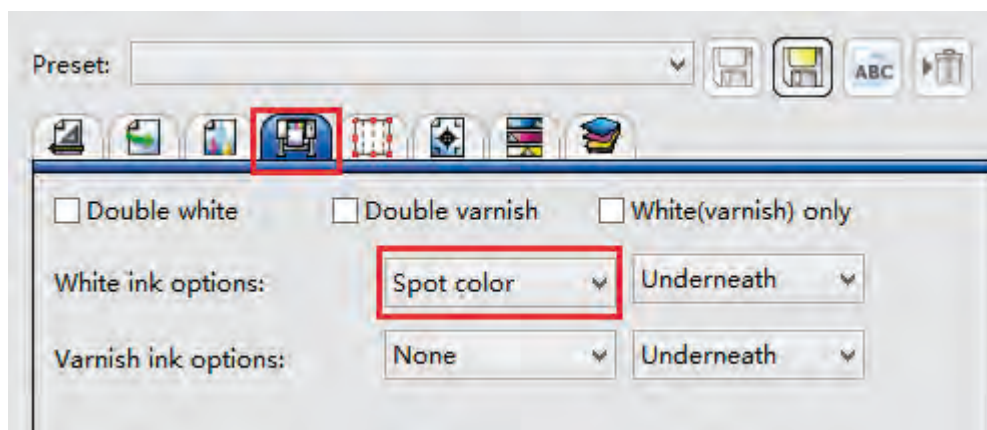 Preset:
ABC
Double white Double varnish White(varnish) only
White ink options: Spot color Underneath
Varnish ink options: None Underneath